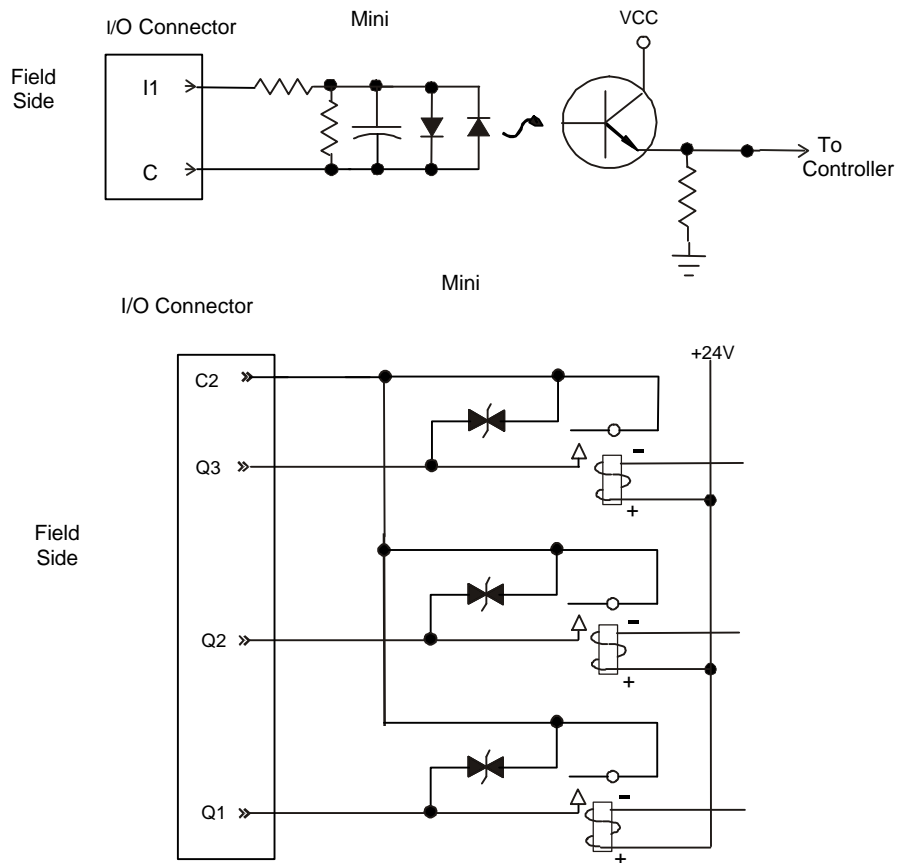 I/O Connector
Mini
VCC
Field
Side
I1
C
To
Controller
Mini
I/O Connector
+24V
C2
Q3
-
+
Field
Side
Q2
-
+
Q1
-
+